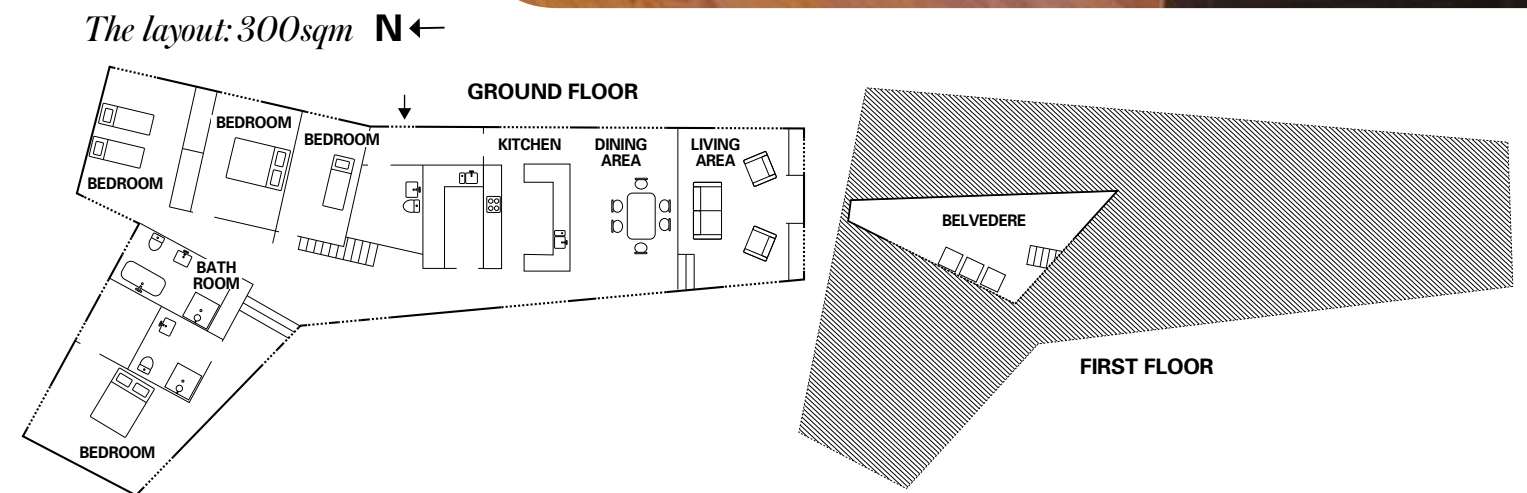 The layout: 300sqm N
GROUND FLOOR
BEDROOM
BEDROOM
BEDROOM
KITCHEN
DINING
AREA
LIVING
AREA
BATH
ROOM
BEDROOM
BELVEDERE
FIRST FLOOR